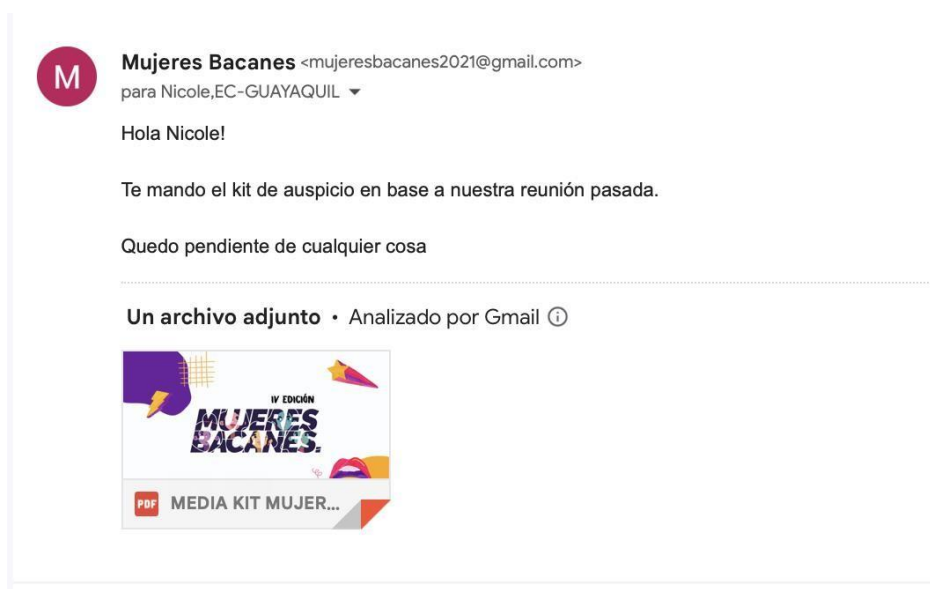 M
Mujeres Bacanes <mujeresbacanes2021@gmail.com>
para Nicole,EC-GUAYAQUIL
Hola Nicole!
Te mando el kit de auspicio en base a nuestra reunión pasada.
Quedo pendiente de cualquier cosa
Un archivo adjunto • Analizado por Gmail
IV EDICIÓN
MUJERES
BACANES.
PDF MEDIA KIT MUJER...